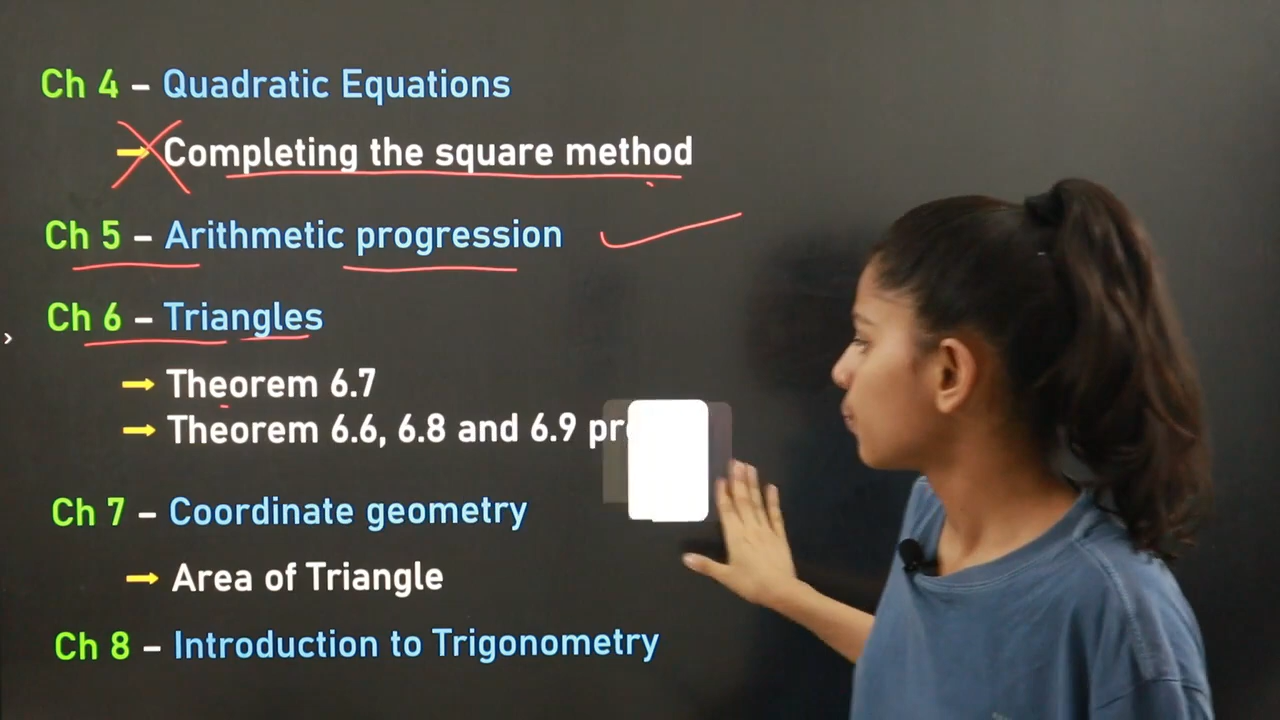 Ch 4 – Quadratic Equations
→ Completing the square method
Ch 5 – Arithmetic progression
Ch 6 – Triangles
→ Theorem 6.7
→ Theorem 6.6, 6.8 and 6.9
Ch 7 – Coordinate geometry
→ Area of Triangle
Ch 8 – Introduction to Trigonometry